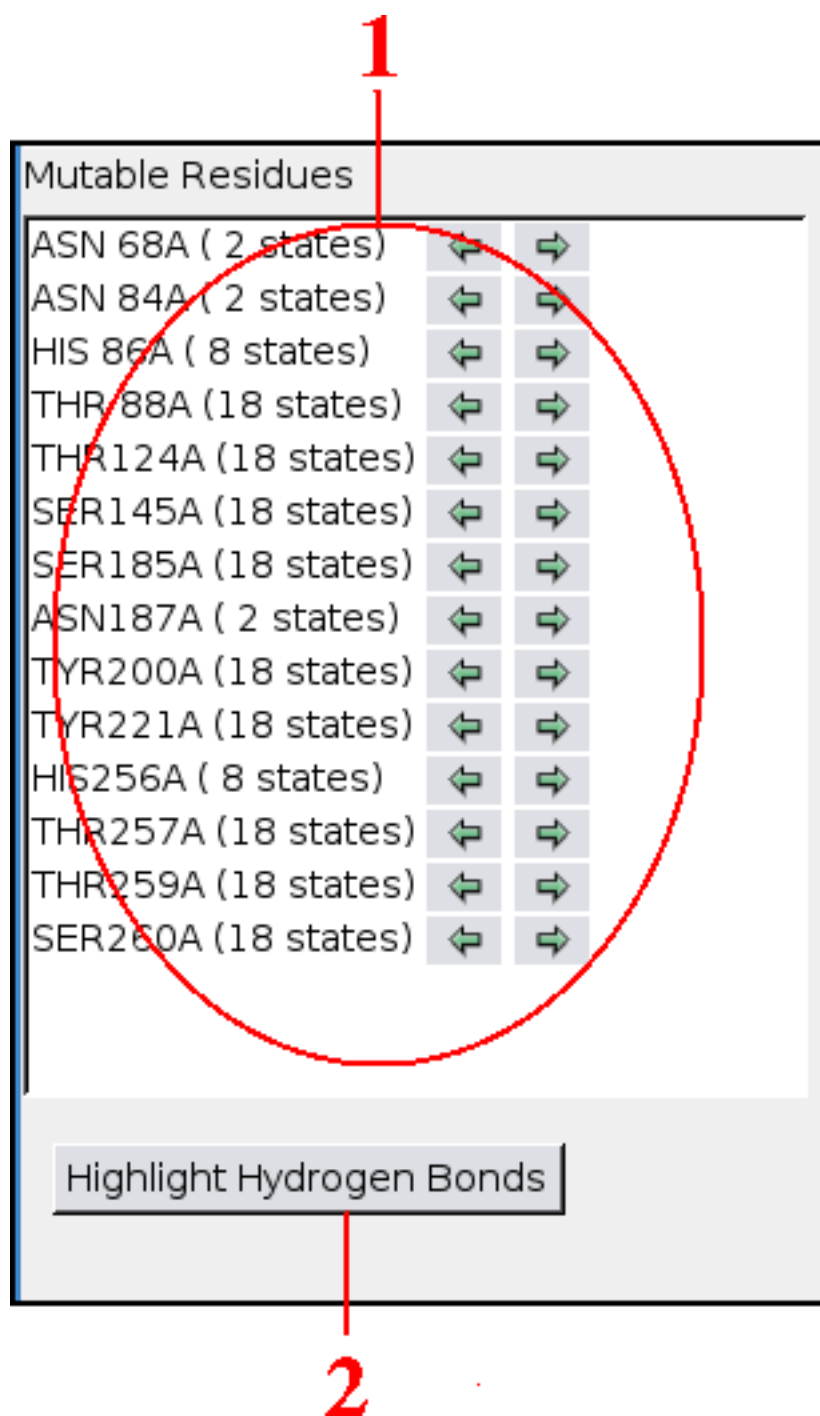 1
Mutable Residues
ASN 68A ( 2 states)
ASN 84A ( 2 states)
HIS 86A ( 8 states)
THR 88A (18 states)
THR124A (18 states)
SER145A (18 states)
SER185A (18 states)
ASN187A ( 2 states)
TYR200A (18 states)
TYR221A (18 states)
HIS256A ( 8 states)
THR257A (18 states)
THR259A (18 states)
SER260A (18 states)
Highlight Hydrogen Bonds
2